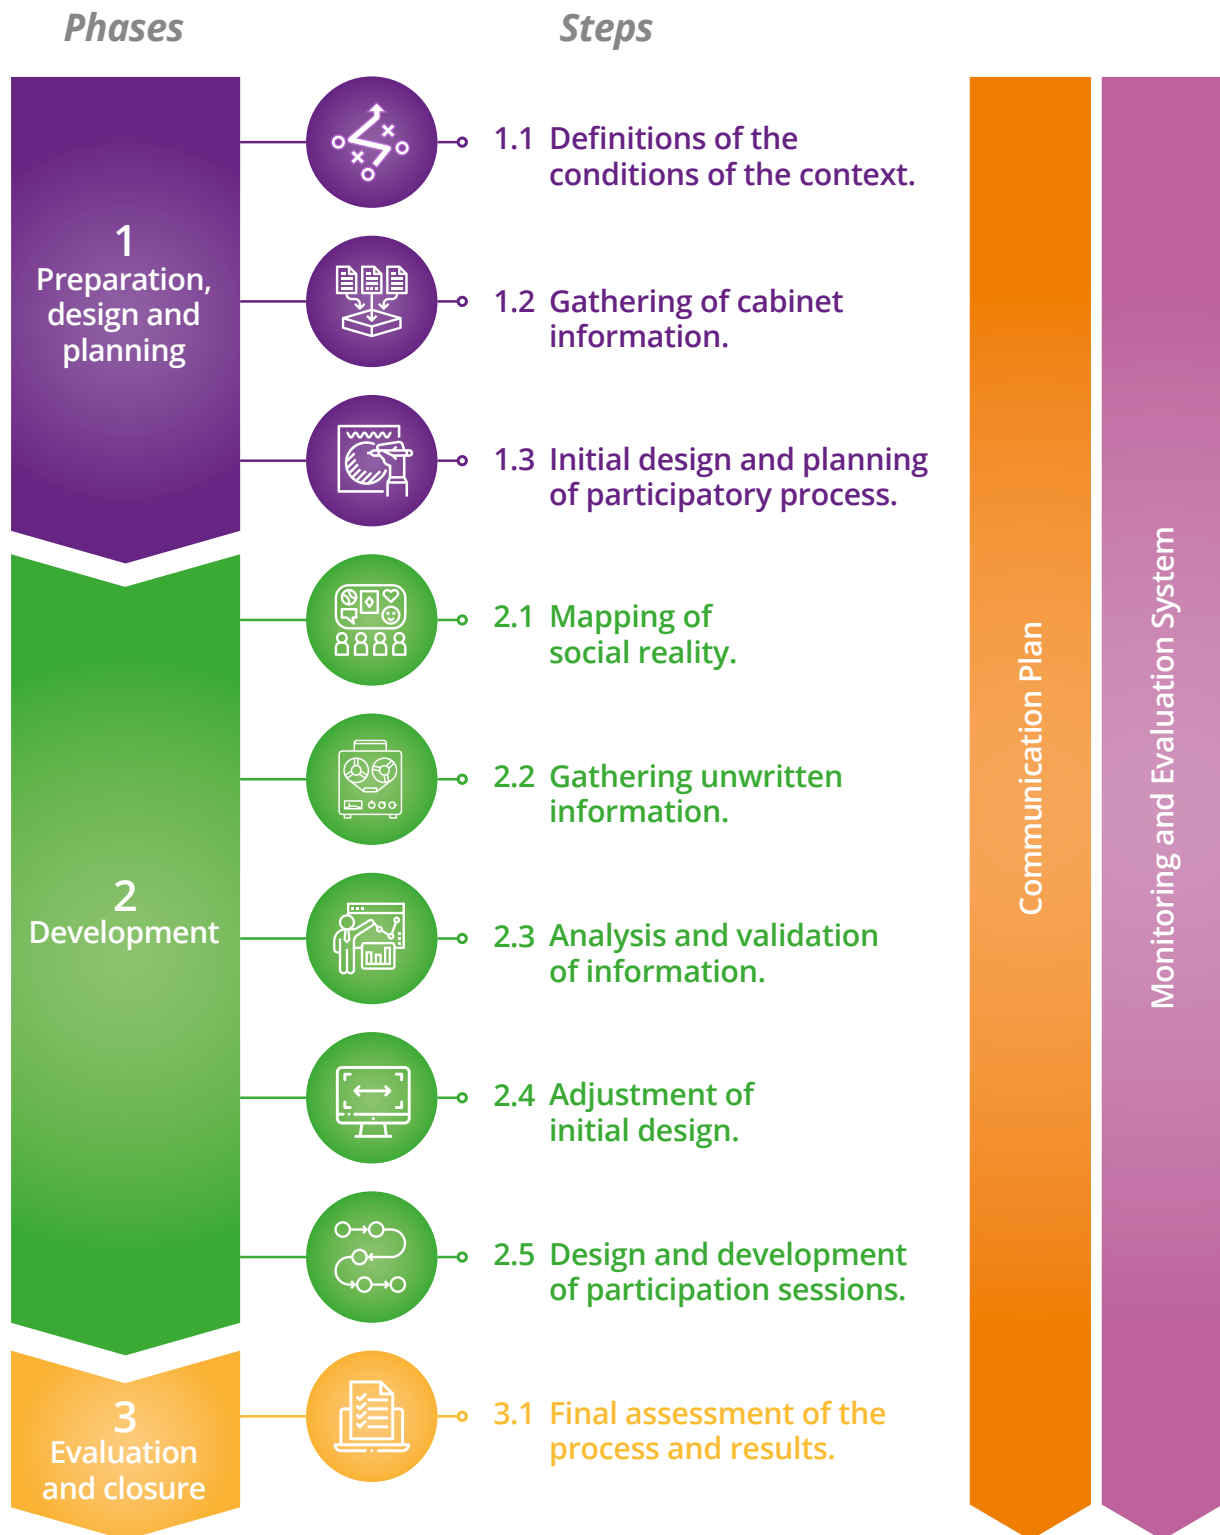 Phases
Steps
1
Preparation,
design and
planning
1.1 Definitions of the
conditions of the context.
1.2 Gathering of cabinet
information.
1.3 Initial design and planning
of participatory process.
2
Development
2.1 Mapping of
social reality.
2.2 Gathering unwritten
information.
2.3 Analysis and validation
of information.
2.4 Adjustment of
initial design.
2.5 Design and development
of participation sessions.
3
Evaluation
and closure
3.1 Final assessment of the
process and results.
Communication Plan
Monitoring and Evaluation System